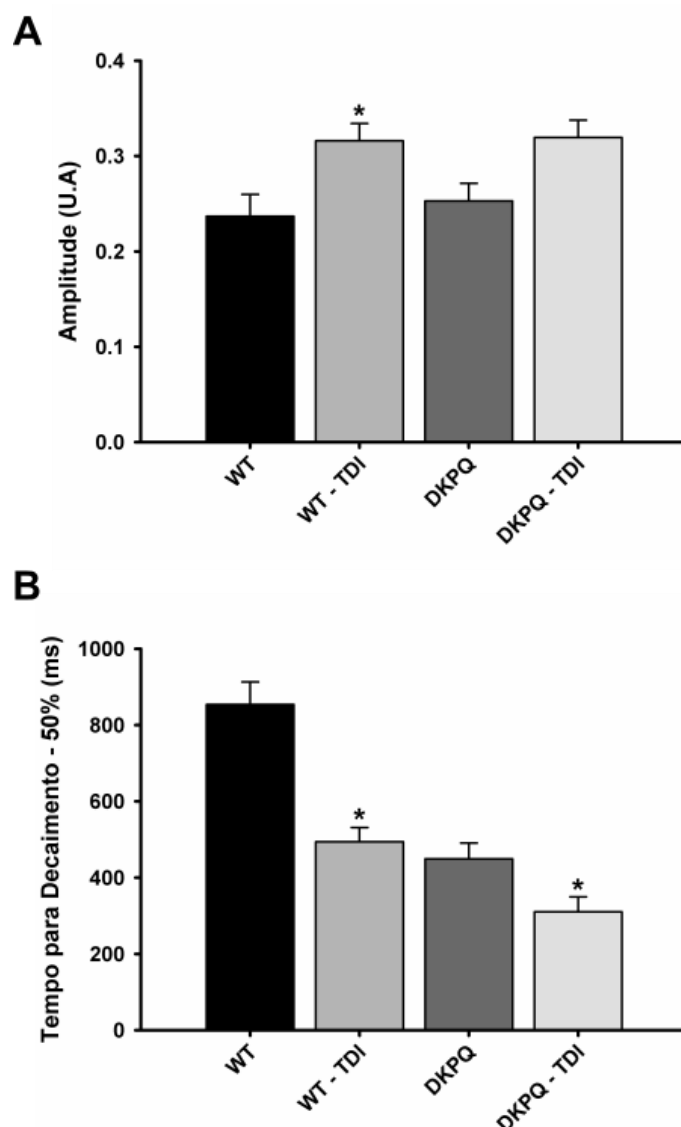 A
Amplitude (U.A)
0.4
0.3
0.2
0.1
0.0
*
WT
WT - TDI
DKPQ
DKPQ - TDI
B
Tempo para Decaimento - 50% (ms)
1000
800
600
400
200
0
*
*
WT
WT - TDI
DKPQ
DKPQ - TDI